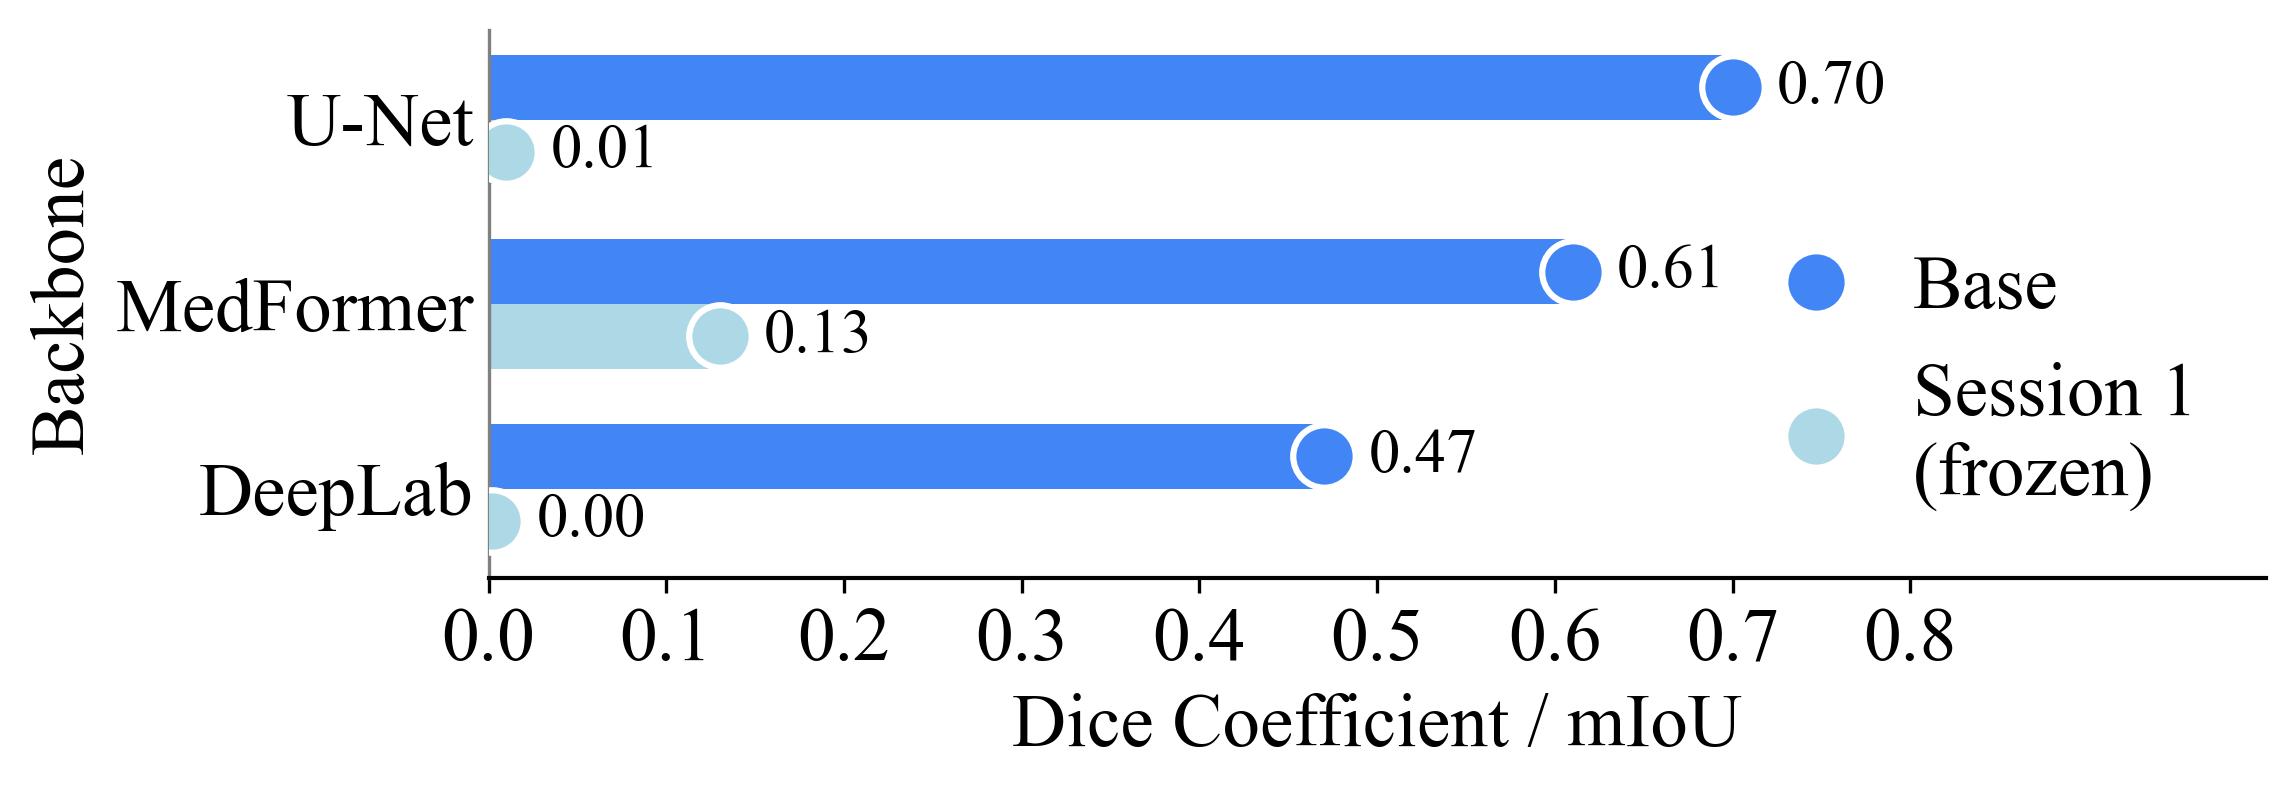 Backbone
U-Net
0.70
0.01
MedFormer
0.61
0.13
DeepLab
0.47
0.00
Base
Session 1
(frozen)
0.0 0.1 0.2 0.3 0.4 0.5 0.6 0.7 0.8
Dice Coefficient / mIoU